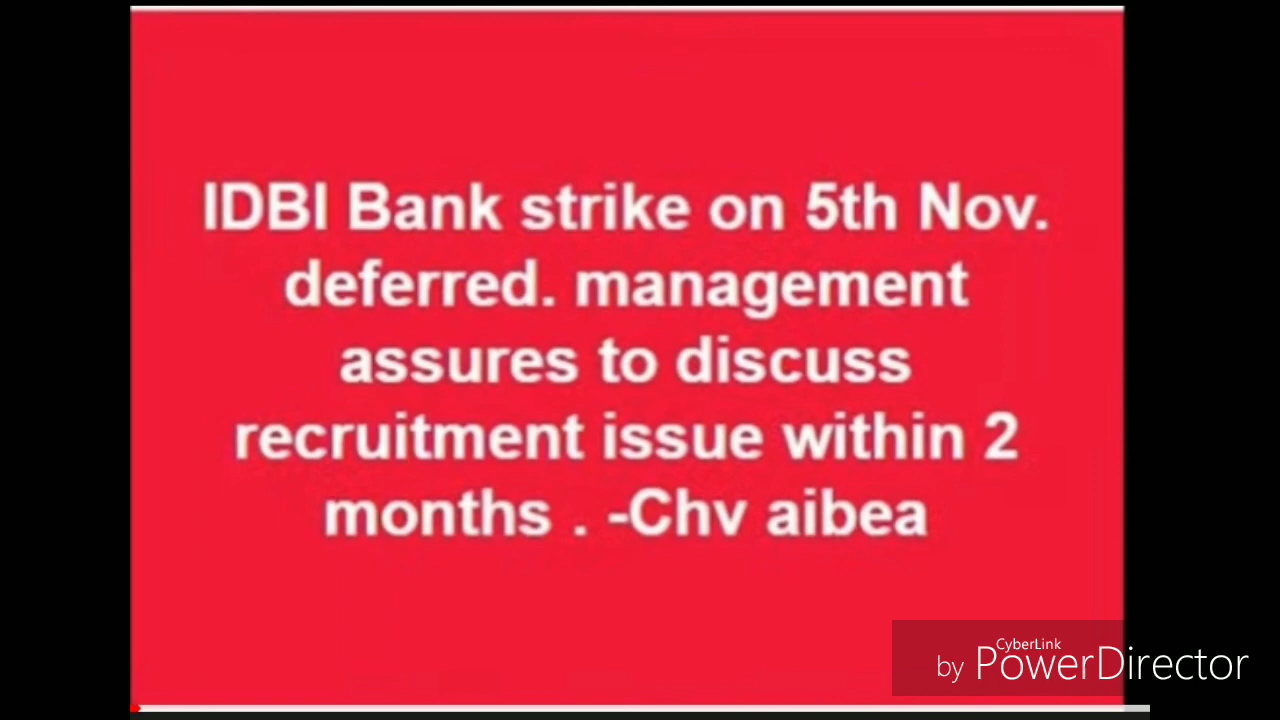 IDBI Bank strike on 5th Nov.
deferred. management
assures to discuss
recruitment issue within 2
months . -Chv aibea
CyberLink
by PowerDirector